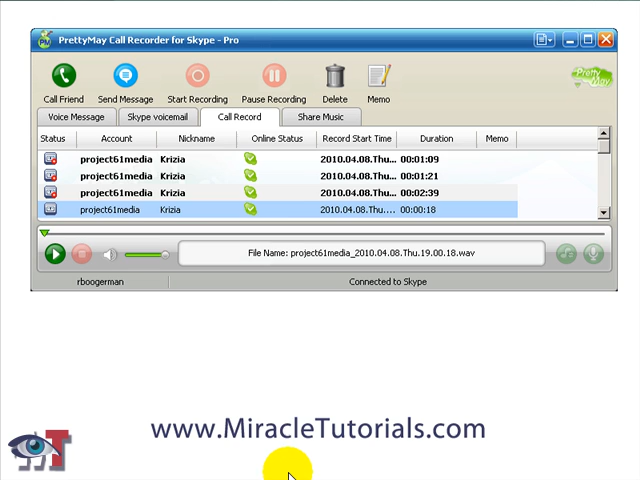 PrettyMay Call Recorder for Skype - Pro
Call Friend Send Message Start Recording Pause Recording Delete Memo
Pretty May
Voice Message Skype voicemail Call Record Share Music
Status Account Nickname Online Status Record Start Time Duration Memo
project61media Krizia 2010.04.08.Thu... 00:01:09
project61media Krizia 2010.04.08.Thu... 00:01:21
project61media Krizia 2010.04.08.Thu... 00:02:39
project61media Krizia 2010.04.08.Thu.... 00:00:18
File Name: project61media_2010.04.08.Thu.19.00.18.wav
rboogerman Connected to Skype
www.MiracleTutorials.com